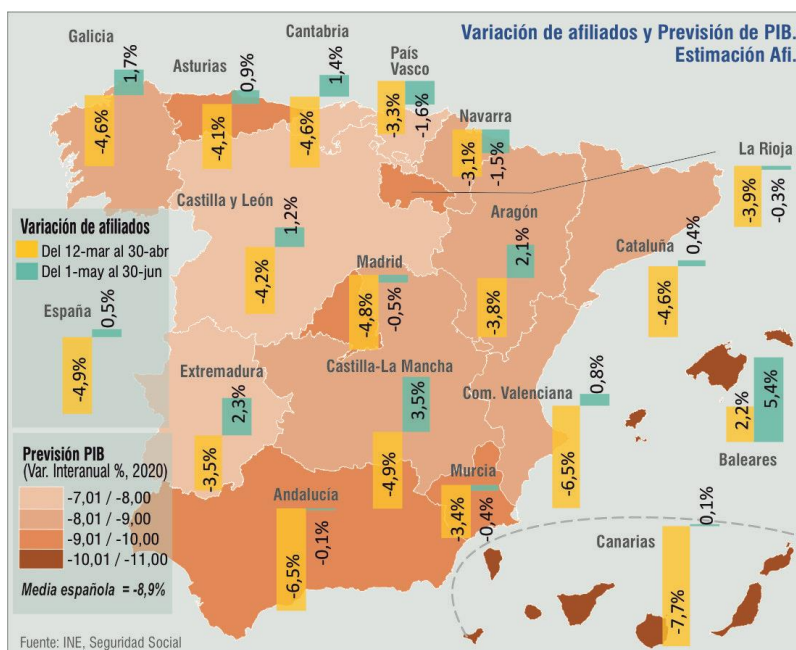 Variación de afiliados y Previsión de PIB.
Estimación Afi.
Galicia
1,7%
-4,6%
Asturias
0,9%
-4,1%
Cantabria
1,4%
-4,6%
País
Vasco
-3,3%
-1,6%
Navarra
-3,1%
-1,5%
La Rioja
-3,9%
-0,3%
Castilla y León
1,2%
-4,2%
Aragón
2,1%
-3,8%
Cataluña
0,4%
-4,6%
Madrid
-4,8%
-0,5%
Variación de afiliados
Del 12-mar al 30-abr
Del 1-may al 30-jun
España
0,5%
-4,9%
Extremadura
2,3%
-3,5%
Castilla-La Mancha
3,5%
-4,9%
Com. Valenciana
0,8%
-6,5%
2,2%
5,4%
Baleares
Murcia
-3,4%
-0,4%
Andalucía
-0,1%
-6,5%
Canarias
0,1%
-7,7%
Previsión PIB
(Var. Interanual %, 2020)
-7,01 / -8,00
-8,01 / -9,00
-9,01 / -10,00
-10,01 / -11,00
Media española = -8,9%
Fuente: INE, Seguridad Social